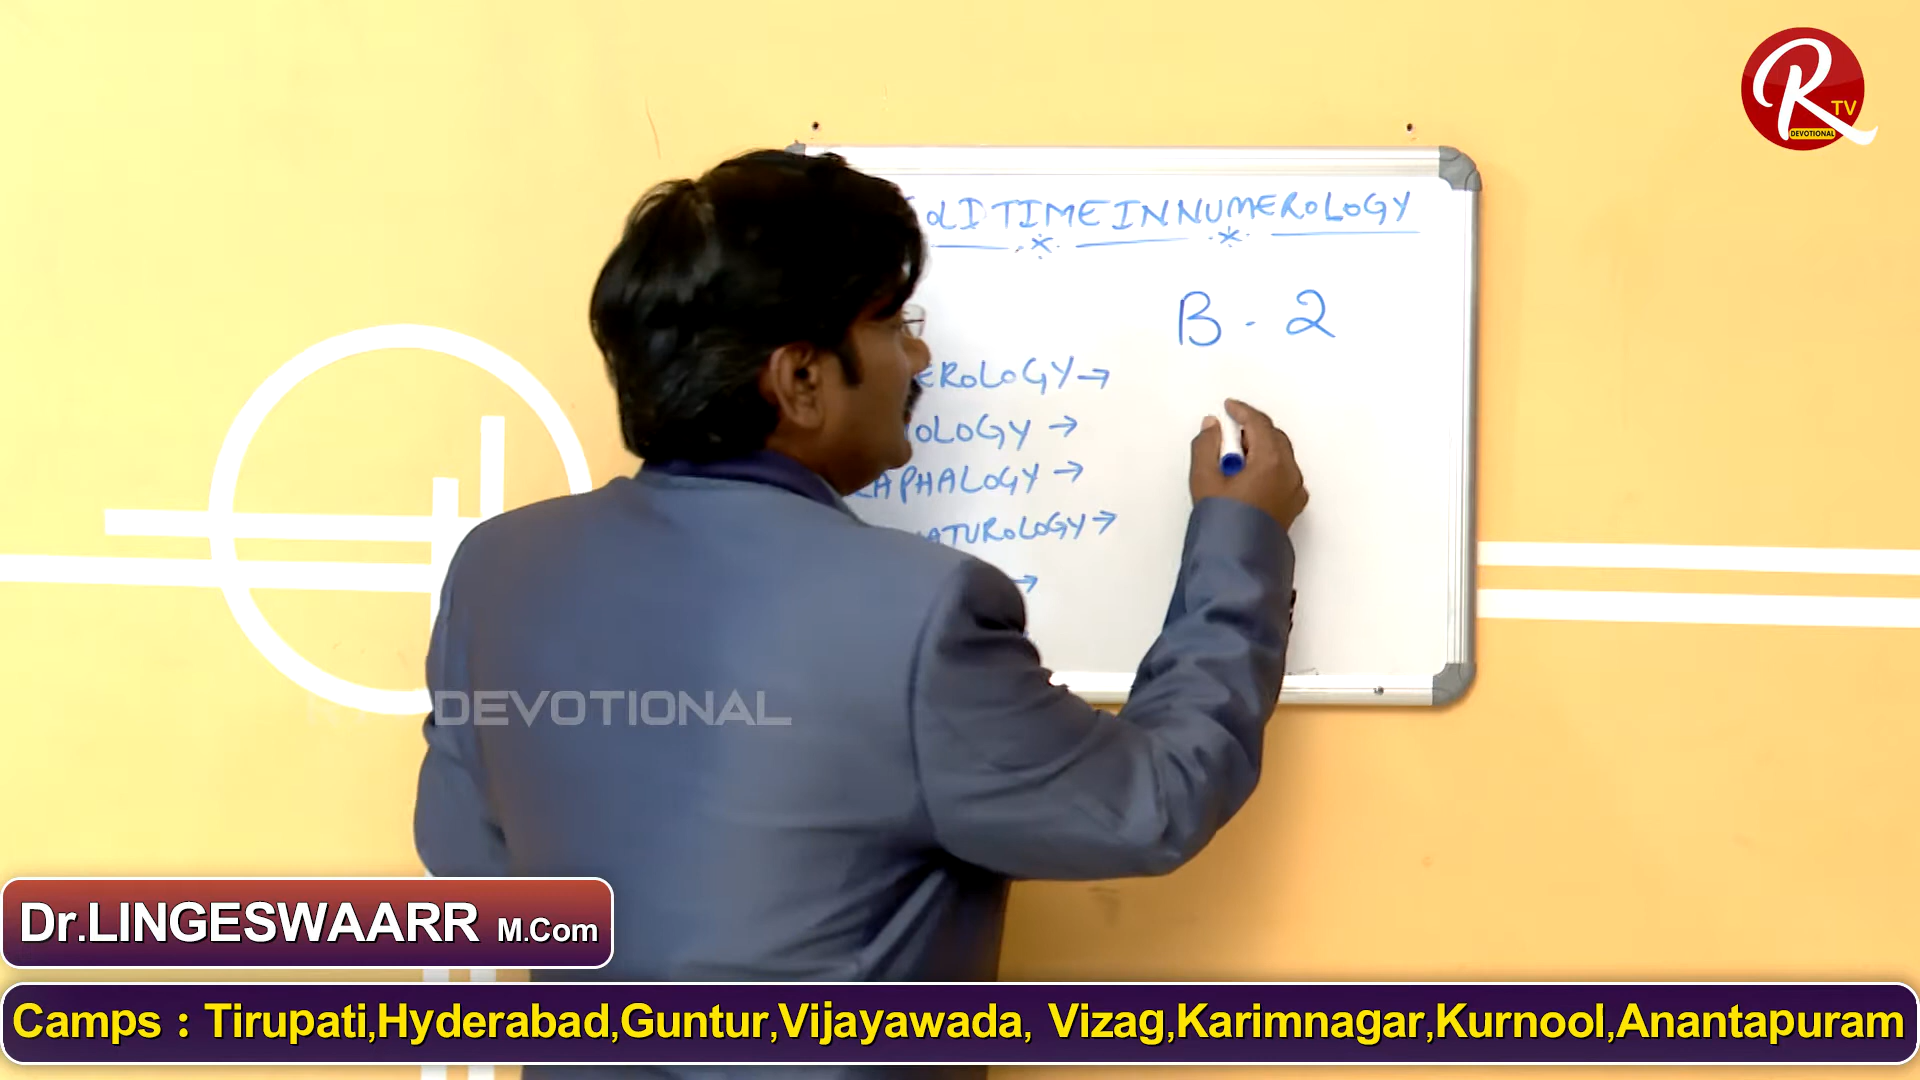 R TV
DEVOTIONAL
TIME IN NUMEROLOGY
B - 2
EROLOGY→
OLOGY →
APHALOGY →
ATUROLOGY→
→
DEVOTIONAL
Dr.LINGESWAARR M.Com
Camps : Tirupati,Hyderabad,Guntur,Vijayawada, Vizag,Karimnagar,Kurnool,Anantapuram